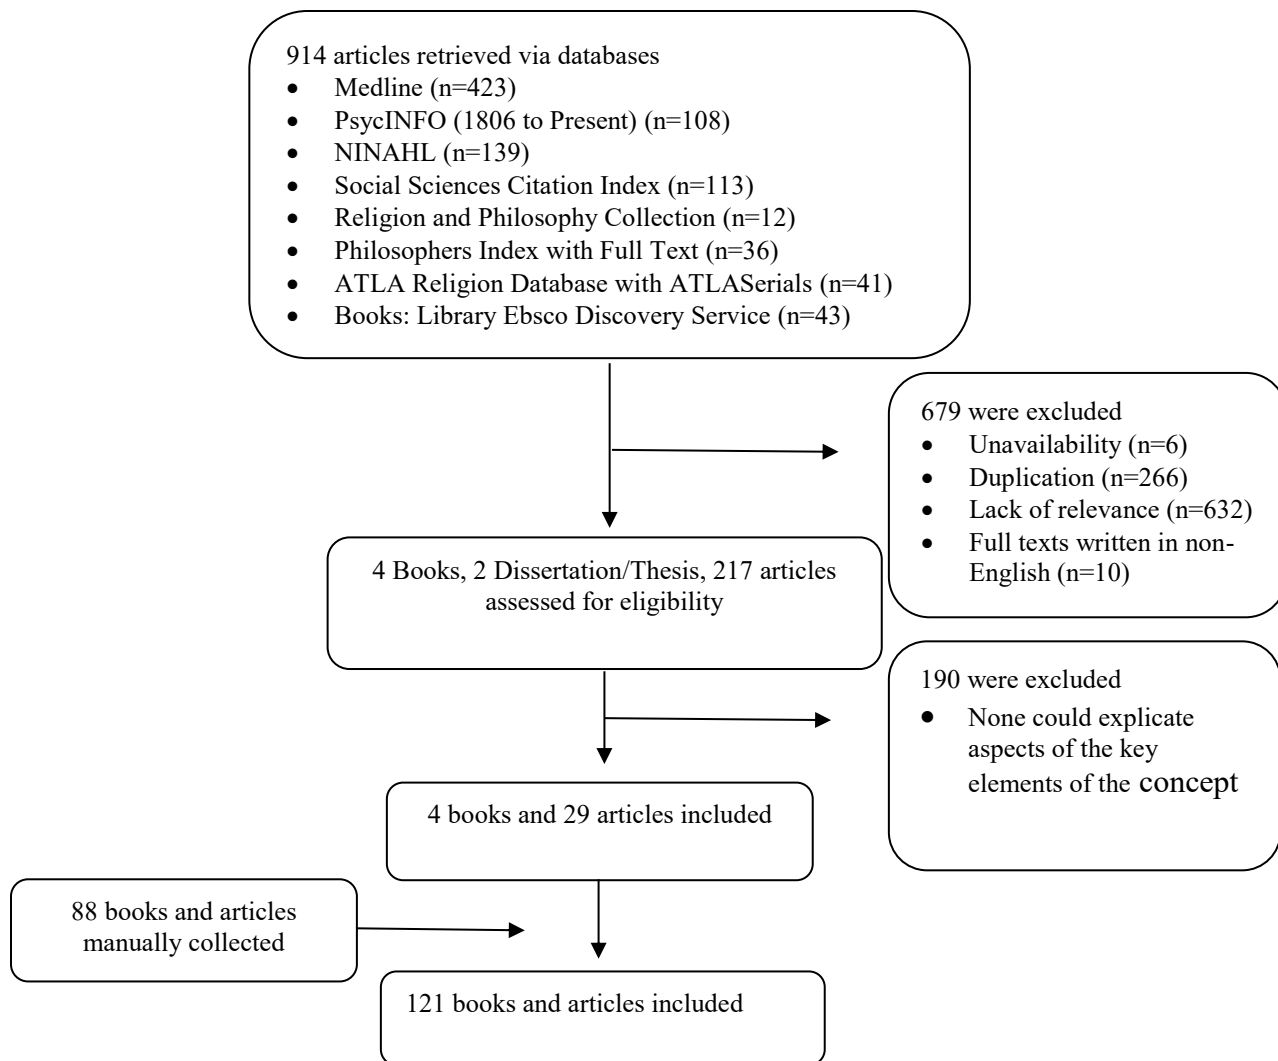 914 articles retrieved via databases
• Medline (n=423)
• PsycINFO (1806 to Present) (n=108)
• NINAHL (n=139)
• Social Sciences Citation Index (n=113)
• Religion and Philosophy Collection (n=12)
• Philosophers Index with Full Text (n=36)
• ATLA Religion Database with ATLASerials (n=41)
• Books: Library Ebsco Discovery Service (n=43)
679 were excluded
• Unavailability (n=6)
• Duplication (n=266)
• Lack of relevance (n=632)
• Full texts written in non-
English (n=10)
4 Books, 2 Dissertation/Thesis, 217 articles
assessed for eligibility
190 were excluded
• None could explicate
aspects of the key
elements of the concept
4 books and 29 articles included
88 books and articles
manually collected
121 books and articles included